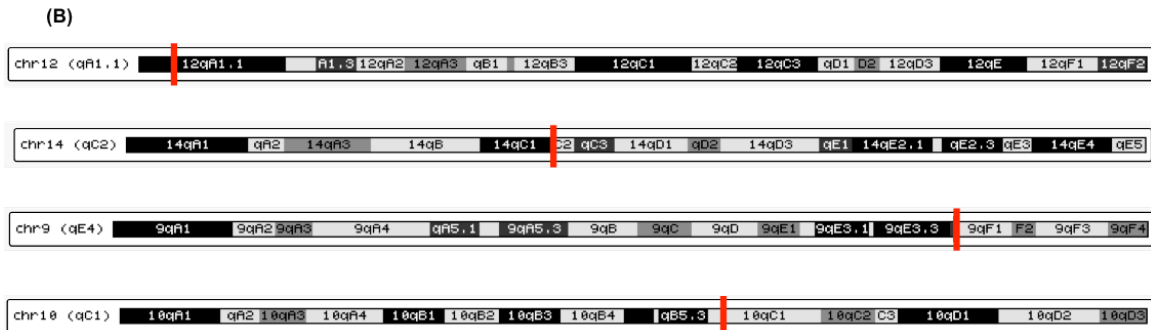 (B)
chr12 (qA1.1) 12qA1.1 A1.3 12qA2 12qA3 qB1 12qB3 12qC1 12qC2 12qC3 qD1 D2 12qD3 12qE 12qF1 12qF2
chr14 (qC2) 14qA1 qA2 14qA3 14qB 14qC1 C2 qC3 14qD1 qD2 14qD3 qE1 14qE2.1 qE2.3 qE3 14qE4 qE5
chr9 (qE4) 9qA1 9qA2 9qA3 9qA4 qA5.1 9qA5.3 9qB 9qC 9qD 9qE1 9qE3.1 9qE3.3 9qF1 F2 9qF3 9qF4
chr10 (qC1) 10qA1 qA2 10qA3 10qA4 10qB1 10qB2 10qB3 10qB4 qB5.3 10qC1 10qC2 C3 10qD1 10qD2 10qD3